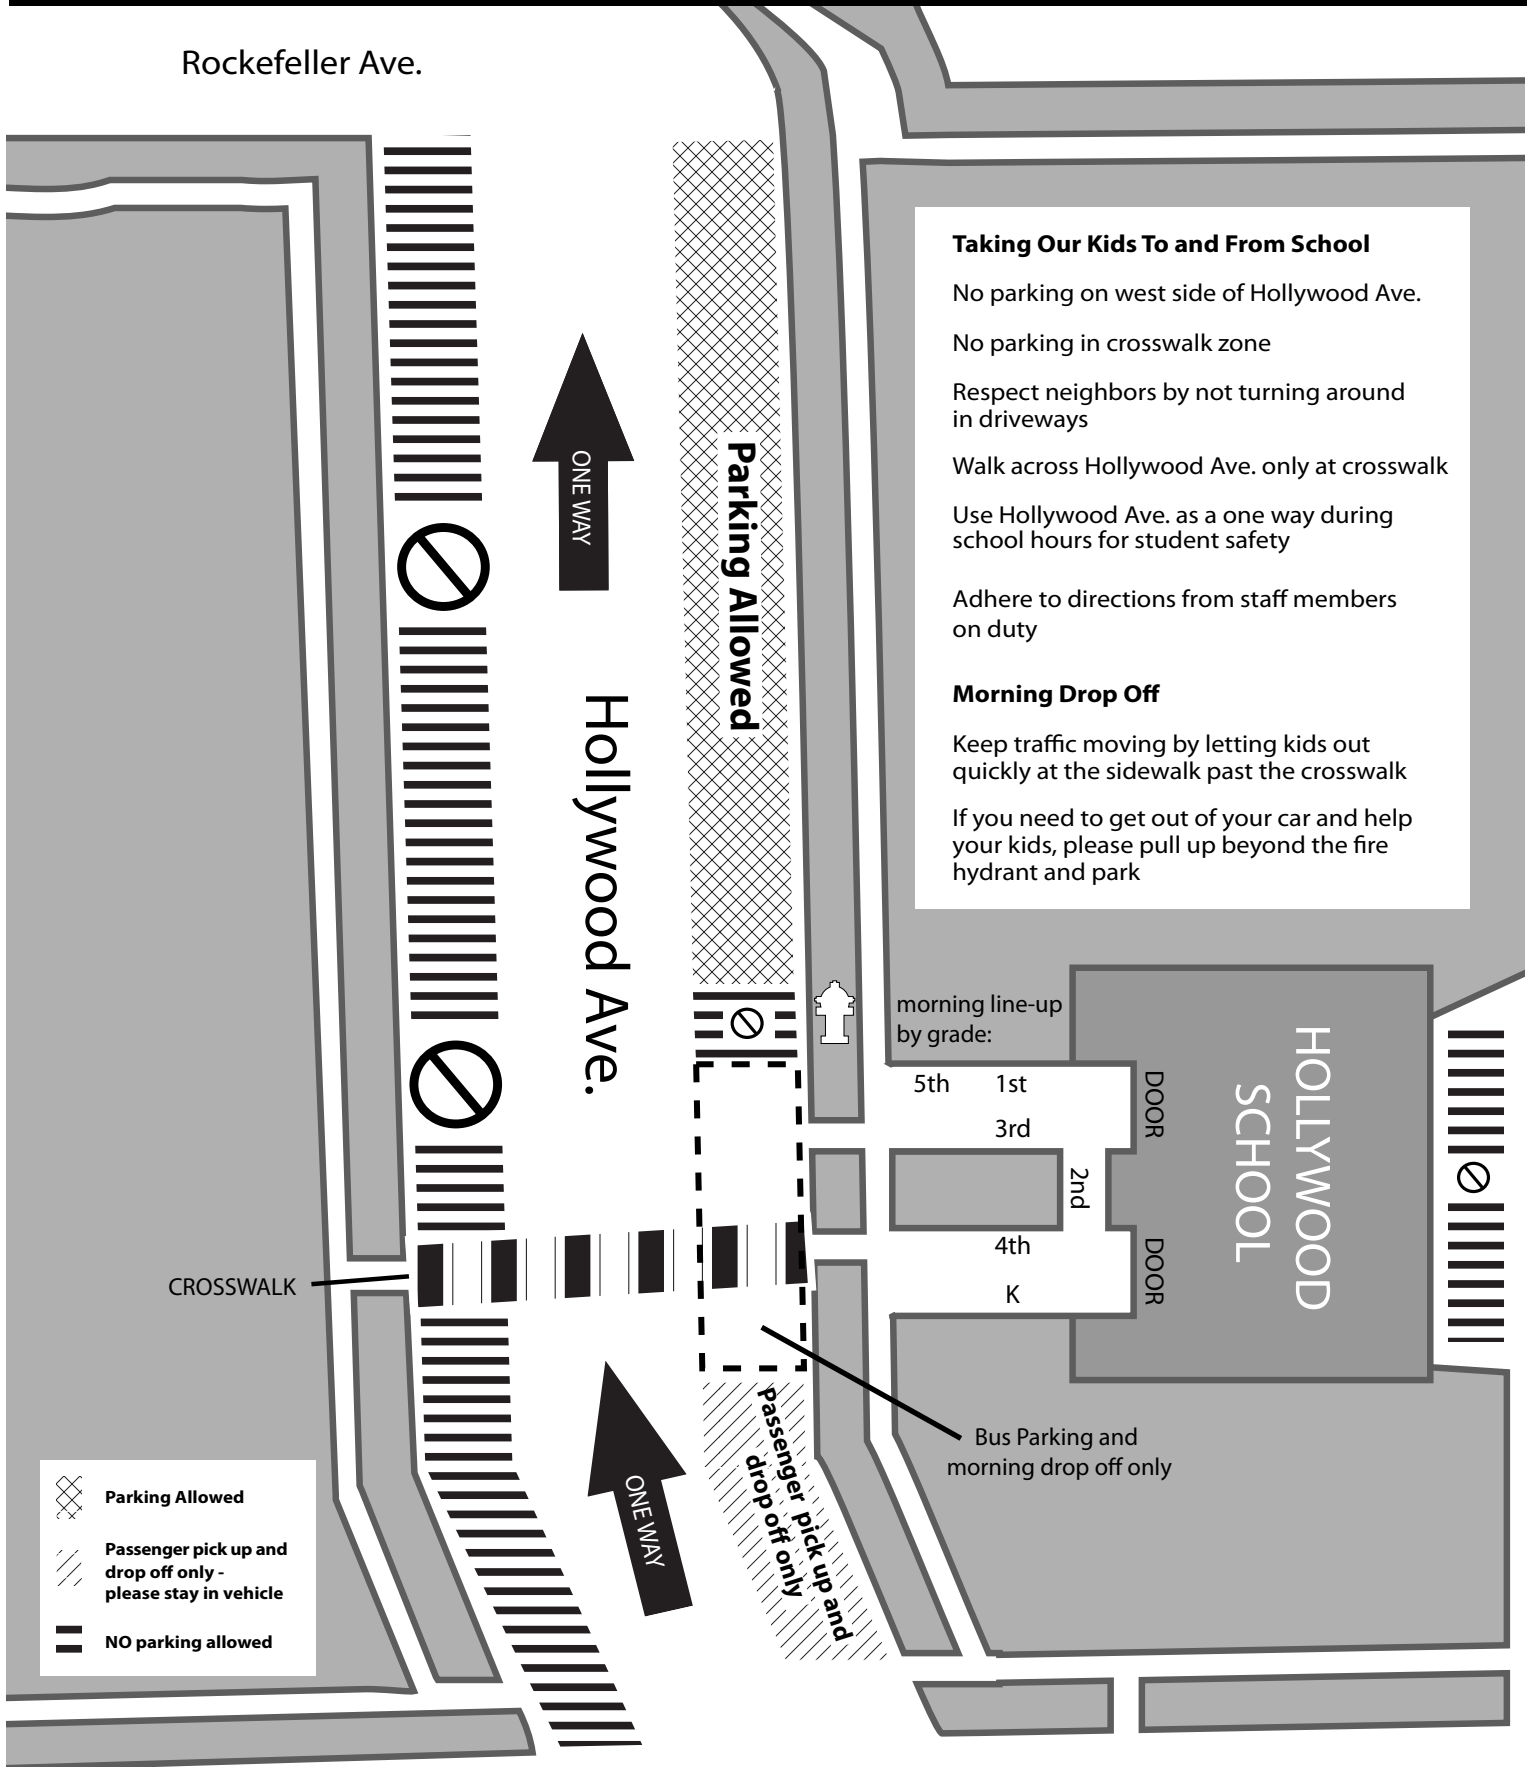 Rockefeller Ave.
Taking Our Kids To and From School
No parking on west side of Hollywood Ave.
No parking in crosswalk zone
Respect neighbors by not turning around
in driveways
Walk across Hollywood Ave. only at crosswalk
Use Hollywood Ave. as a one way during
school hours for student safety
Adhere to directions from staff members
on duty
Morning Drop Off
Keep traffic moving by letting kids out
quickly at the sidewalk past the crosswalk
If you need to get out of your car and help
your kids, please pull up beyond the fire
hydrant and park
ONE WAY
Parking Allowed
Hollywood Ave.
morning line-up
by grade:
5th 1st
3rd
2nd
4th
K
DOOR
DOOR
HOLLYWOOD
SCHOOL
CROSSWALK
ONE WAY
Passenger pick up and
drop off only
Bus Parking and
morning drop off only
Parking Allowed
Passenger pick up and
drop off only -
please stay in vehicle
NO parking allowed